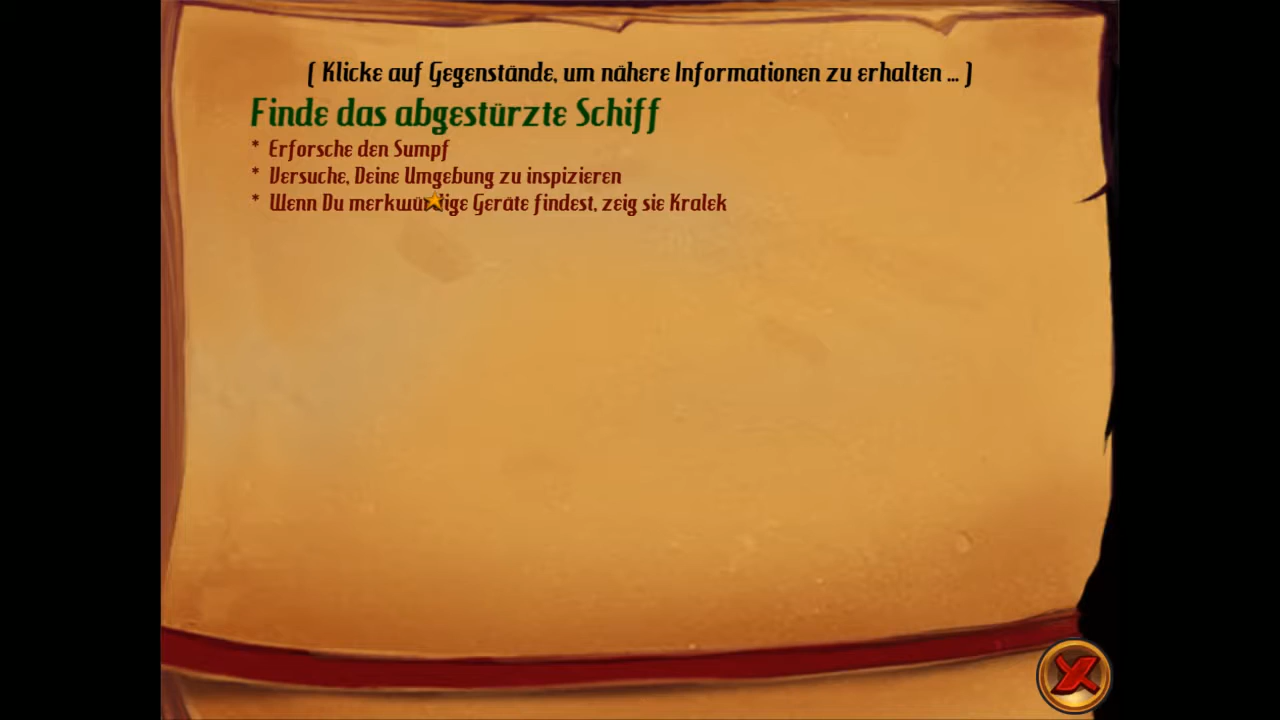 ( Klicke auf Gegenstände, um nähere Informationen zu erhalten ... )
Finde das abgestürzte Schiff
* Erforsche den Sumpf
* Versuche, Deine Umgebung zu inspizieren
* Wenn Du merkwürdige Geräte findest, zeig sie Kralek